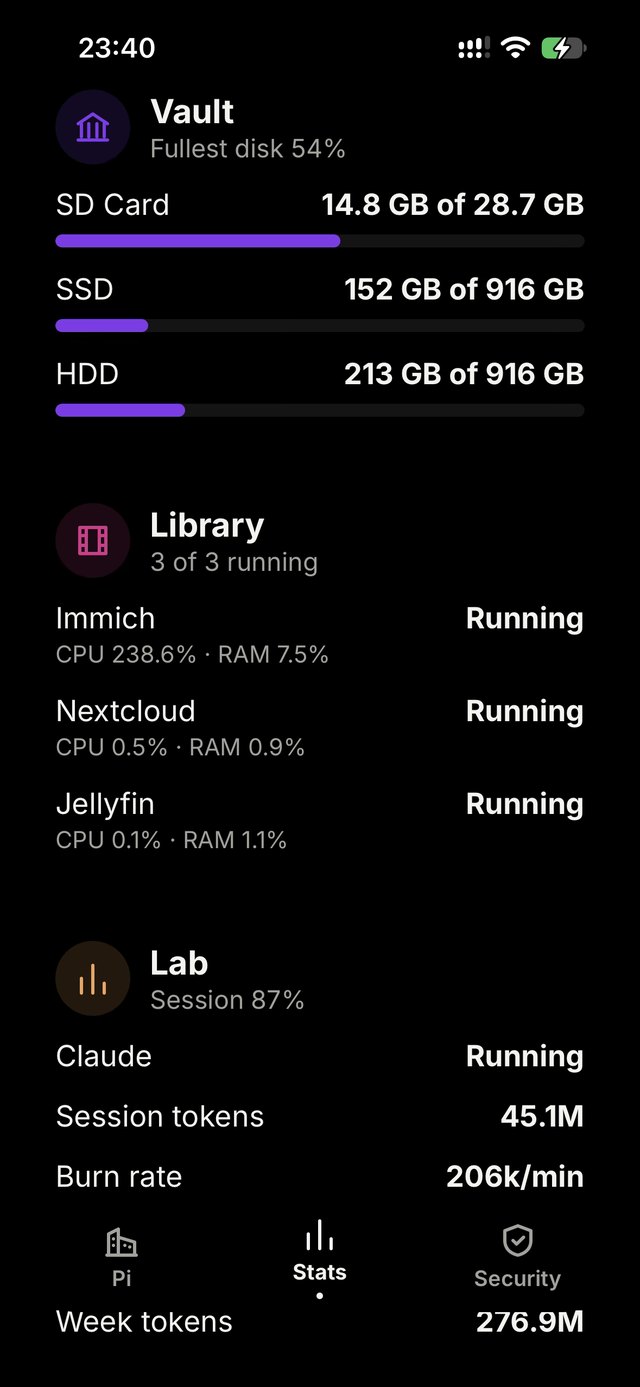 23:40
Vault
Fullest disk 54%
SD Card 14.8 GB of 28.7 GB
SSD 152 GB of 916 GB
HDD 213 GB of 916 GB
Library
3 of 3 running
Immich Running
CPU 238.6% · RAM 7.5%
Nextcloud Running
CPU 0.5% · RAM 0.9%
Jellyfin Running
CPU 0.1% · RAM 1.1%
Lab
Session 87%
Claude Running
Session tokens 45.1M
Burn rate 206k/min
Pi Stats Security
Week tokens 276.9M